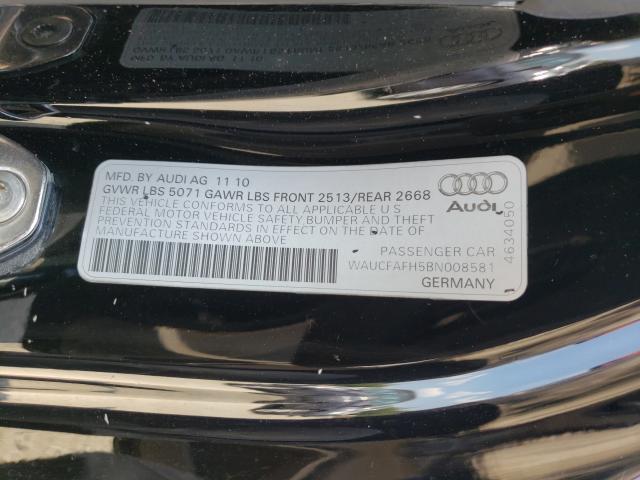 MFD. BY AUDI AG 11 10
GVWR LBS 5071 GAWR LBS FRONT 2513/REAR 2668
THIS VEHICLE CONFORMS TO ALL APPLICABLE U S
FEDERAL MOTOR VEHICLE SAFETY, BUMPER AND THEFT
PREVENTION STANDARDS IN EFFECT ON THE DATE OF
MANUFACTURE SHOWN ABOVE
Audi
4634050
PASSENGER CAR
WAUCFAFH5BN008581
GERMANY